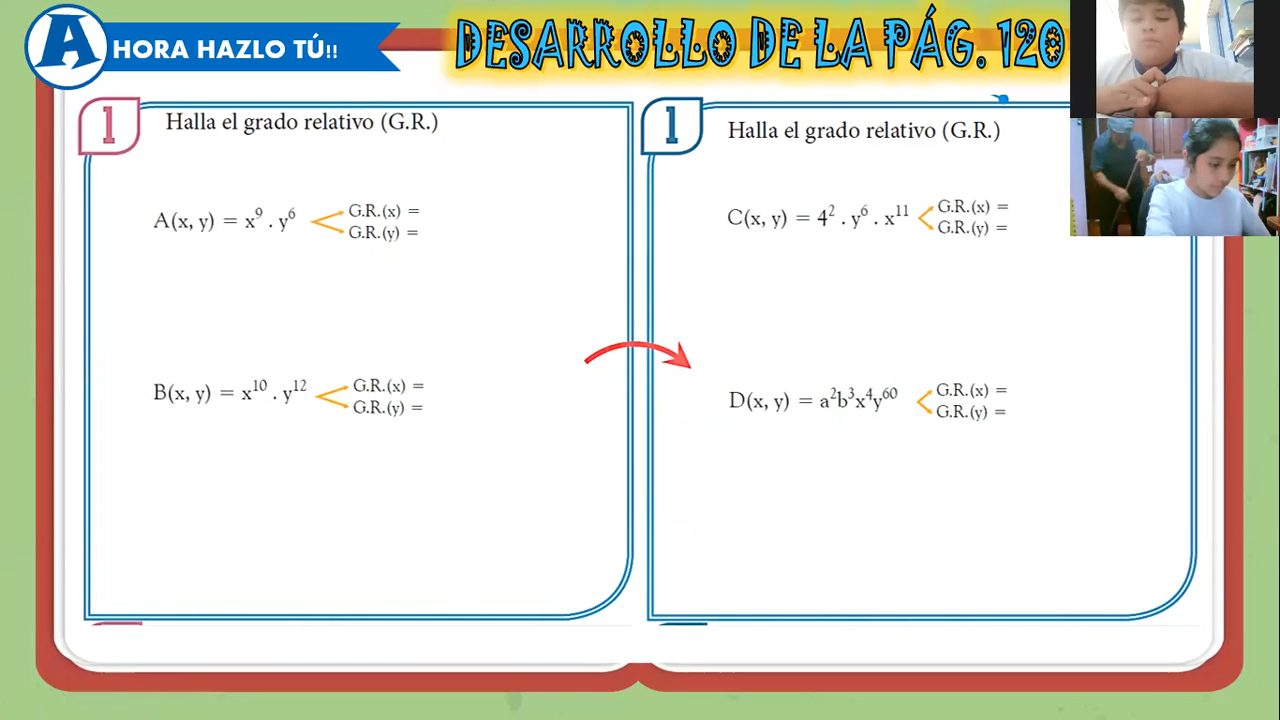 AHORA HAZLO TÚ!!
DESARROLLO DE LA PÁG. 120
1
Halla el grado relativo (G.R.)
A(x, y) = x⁹ . y⁶
G.R.(x) =
G.R.(y) =
B(x, y) = x¹⁰ . y¹²
G.R.(x) =
G.R.(y) =
1
Halla el grado relativo (G.R.)
C(x, y) = 4² . y⁶ . x¹¹
G.R.(x) =
G.R.(y) =
D(x, y) = a²b³x⁴y⁶⁰
G.R.(x) =
G.R.(y) =